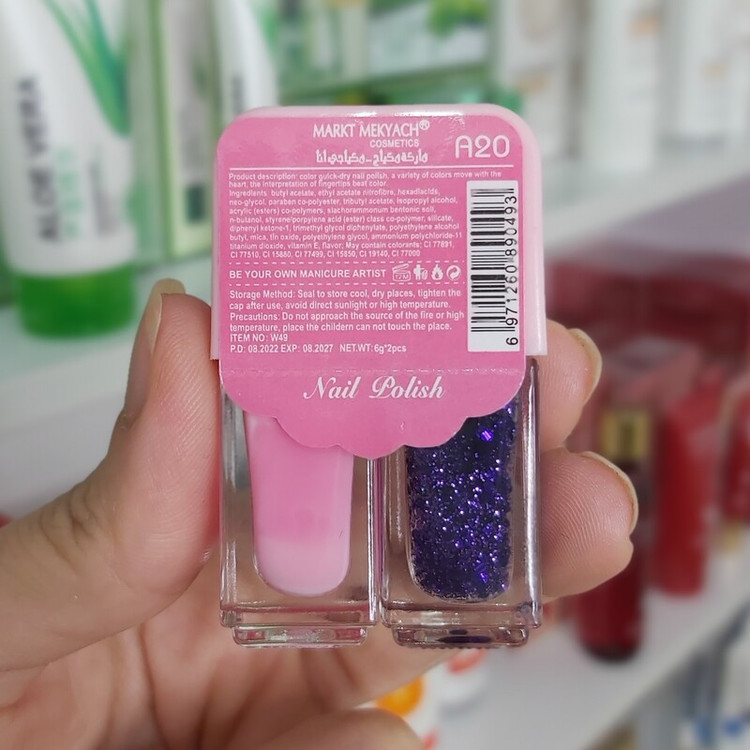 MARKT MEKYACH®
COSMETICS
A20
ماركة مكياج - مكياجي انا
Product description: color quick-dry nail polish, a variety of colors move with the
heart, the interpretation of fingertips beat color.
Ingredients: butyl acetate, ethyl acetate nitrofibre, hexadlacids,
neo-glycol, paraben co-polyester, tributyl acetate, isopropyl alcohol,
acrylic (esters) co-polymers, slachorammon bentonic soll,
n-butanol, styrene/porpylene acid (ester) class co-polymer, silicate,
diphenyl ketone-1, trimethyl glycol diphenylate, polyethylene alcohol
butyl, mica, tin oxide, polyethylene glycol, ammonium polychloride-11
titanium dioxide, vitamin E, flavor; May contain colorants: CI 77891,
CI 77510, CI 15880, CI 77499, CI 15850, CI 19140, CI 77000
BE YOUR OWN MANICURE ARTIST
Storage Method: Seal to store cool, dry places, tighten the
cap after use, avoid direct sunlight or high temperature.
Precautions: Do not approach the source of the fire or high
temperature, place the childern can not touch the place.
ITEM NO: W49
P.D: 08.2022 EXP: 08.2027 NET.WT: 6g*2pcs
6 971260 890493
Nail Polish
ALOE VERA